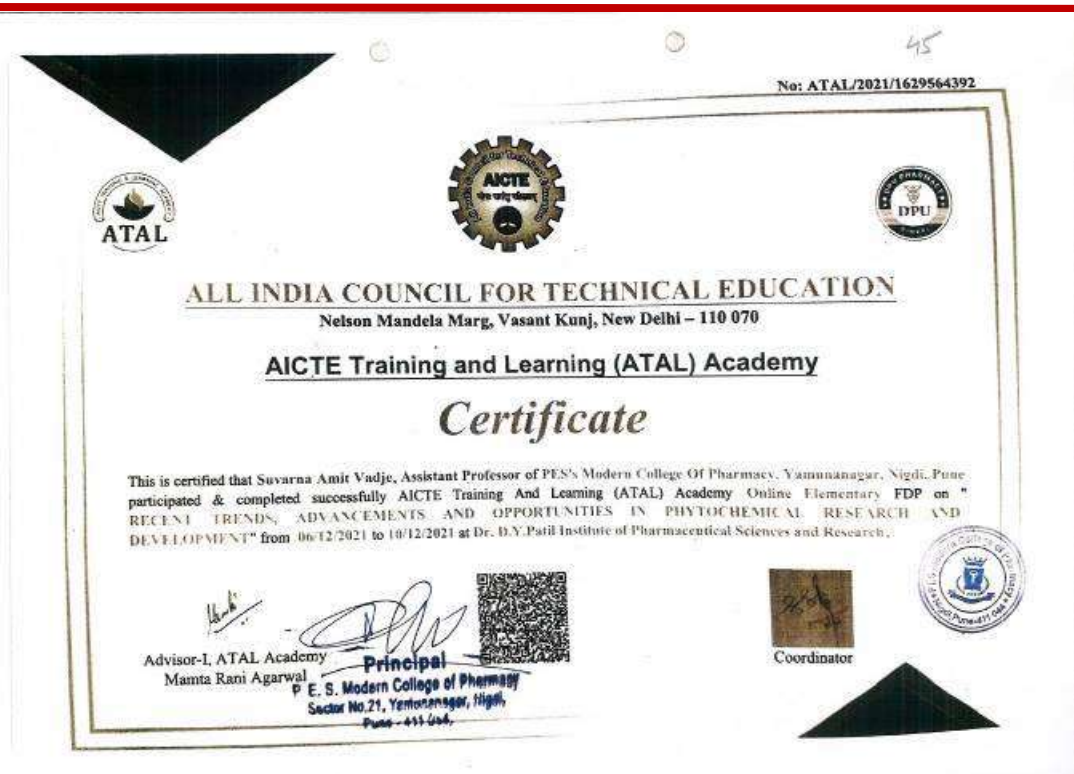 45
No: ATAL/2021/1629564392
ATAL
AICTE
DPU
ALL INDIA COUNCIL FOR TECHNICAL EDUCATION
Nelson Mandela Marg, Vasant Kunj, New Delhi – 110 070
AICTE Training and Learning (ATAL) Academy
Certificate
This is certified that Suvarna Amit Vadje, Assistant Professor of PES's Modern College Of Pharmacy, Yamunanagar, Nigdi, Pune
participated & completed successfully AICTE Training And Learning (ATAL) Academy Online Elementary FDP on "
RECENT TRENDS, ADVANCEMENTS AND OPPORTUNITIES IN PHYTOCHEMICAL RESEARCH AND
DEVELOPMENT" from 06/12/2021 to 10/12/2021 at Dr. D.Y.Patil Institute of Pharmaceutical Sciences and Research,.
Advisor-I, ATAL Academy
Mamta Rani Agarwal
Principal
P. E. S. Modern College of Pharmacy
Sector No.21, Yamunanagar, Nigdi,
Pune - 411 044,
Coordinator